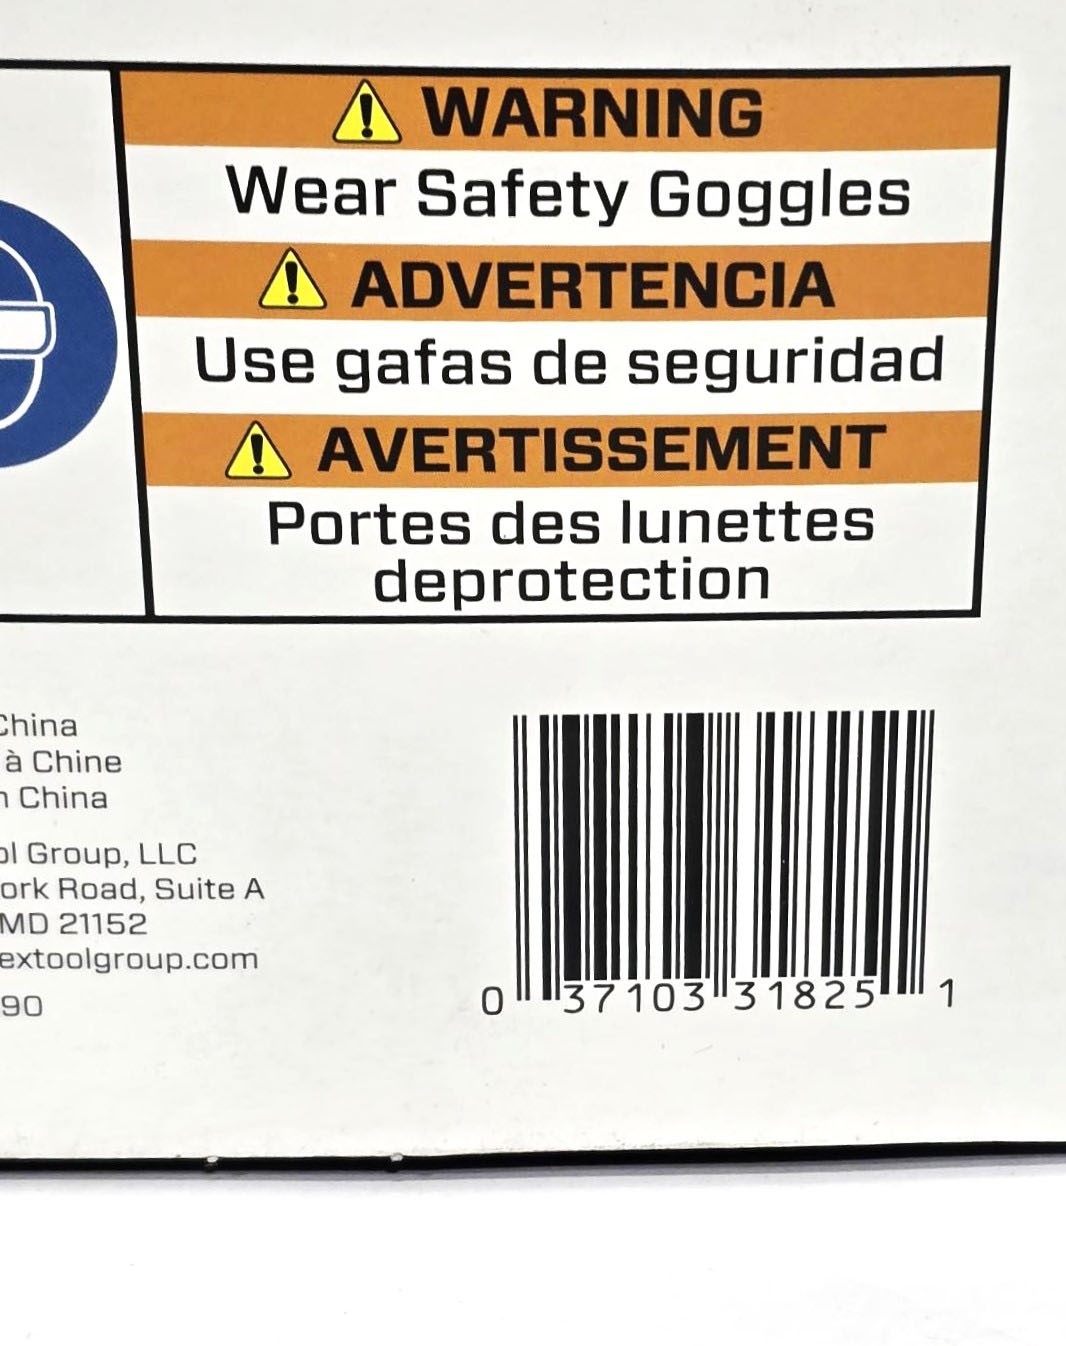 WARNING
Wear Safety Goggles
ADVERTENCIA
Use gafas de seguridad
AVERTISSEMENT
Portes des lunettes
deprotection
China
à Chine
China
Group, LLC
Road, Suite A
MD 21152
extoolgroup.com
90
0 37103 31825 1